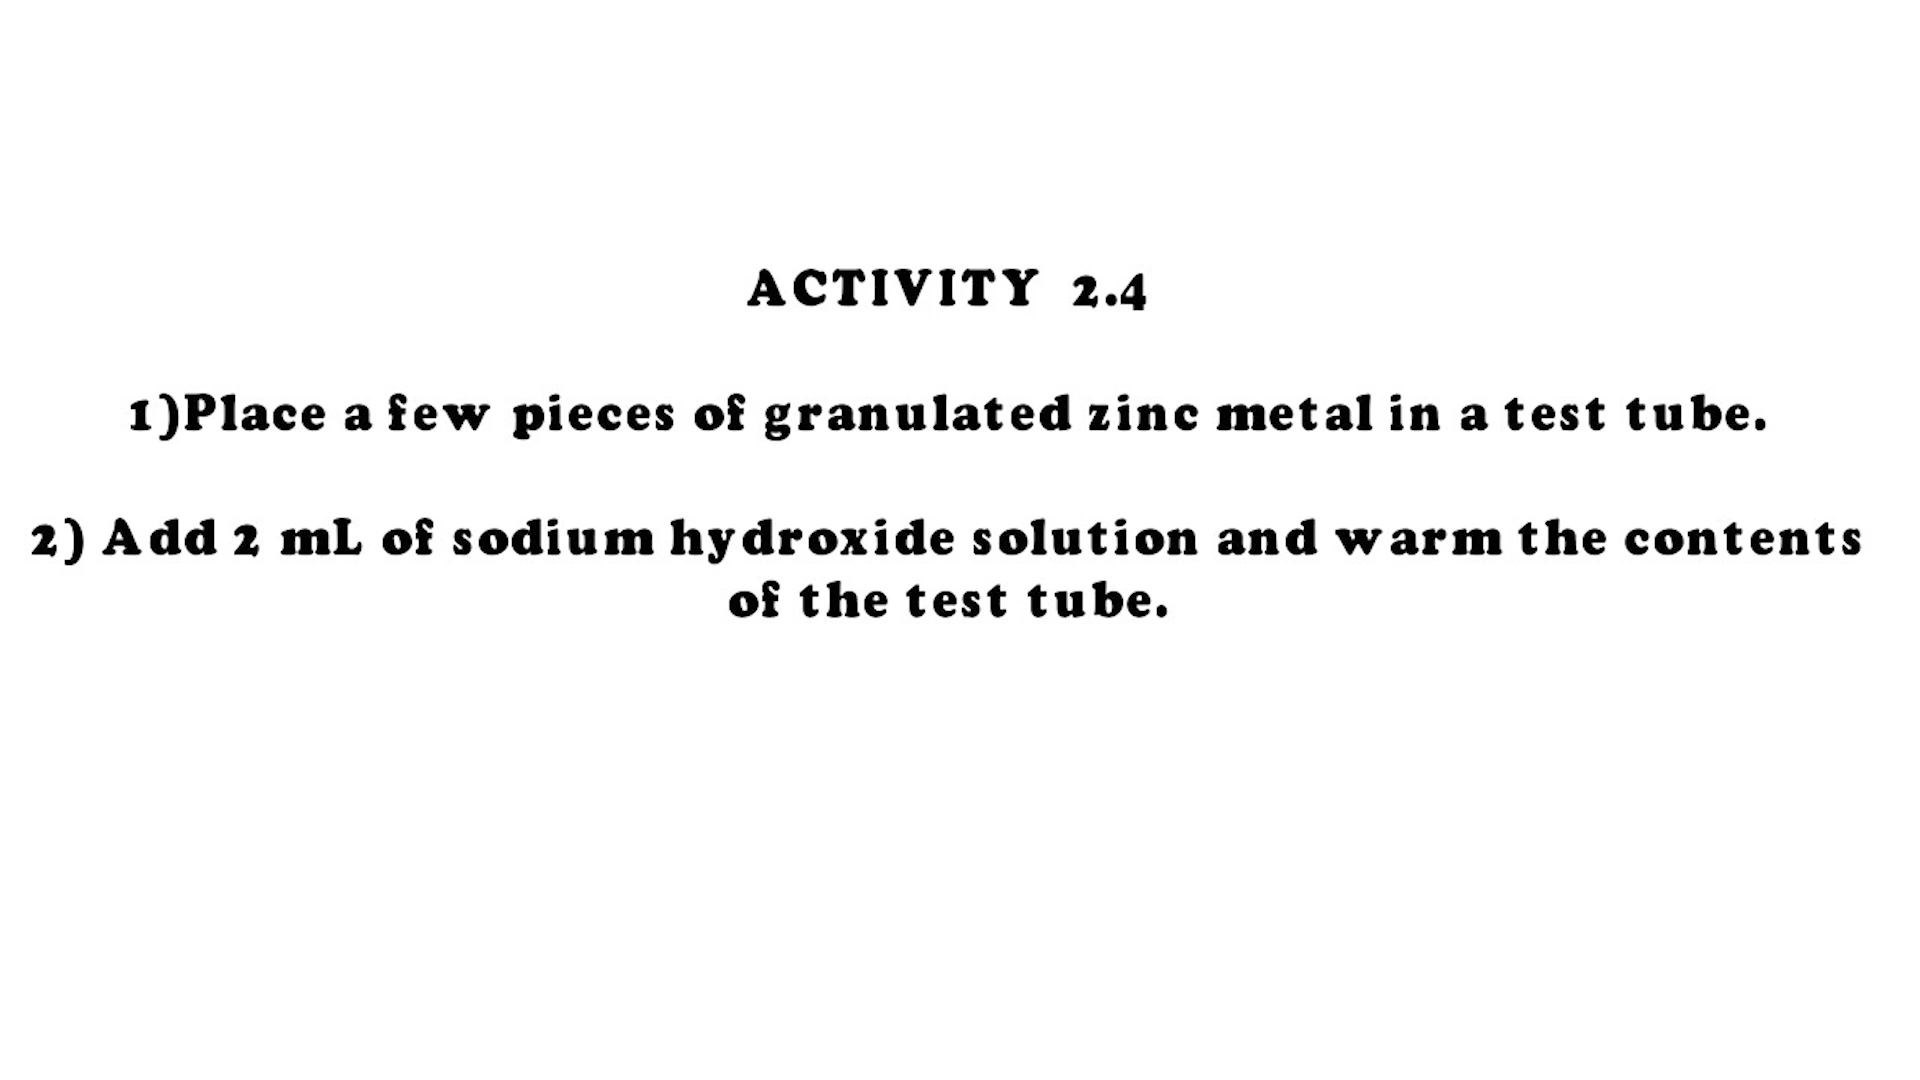 ACTIVITY 2.4
1)Place a few pieces of granulated zinc metal in a test tube.
2) Add 2 mL of sodium hydroxide solution and warm the contents
of the test tube.